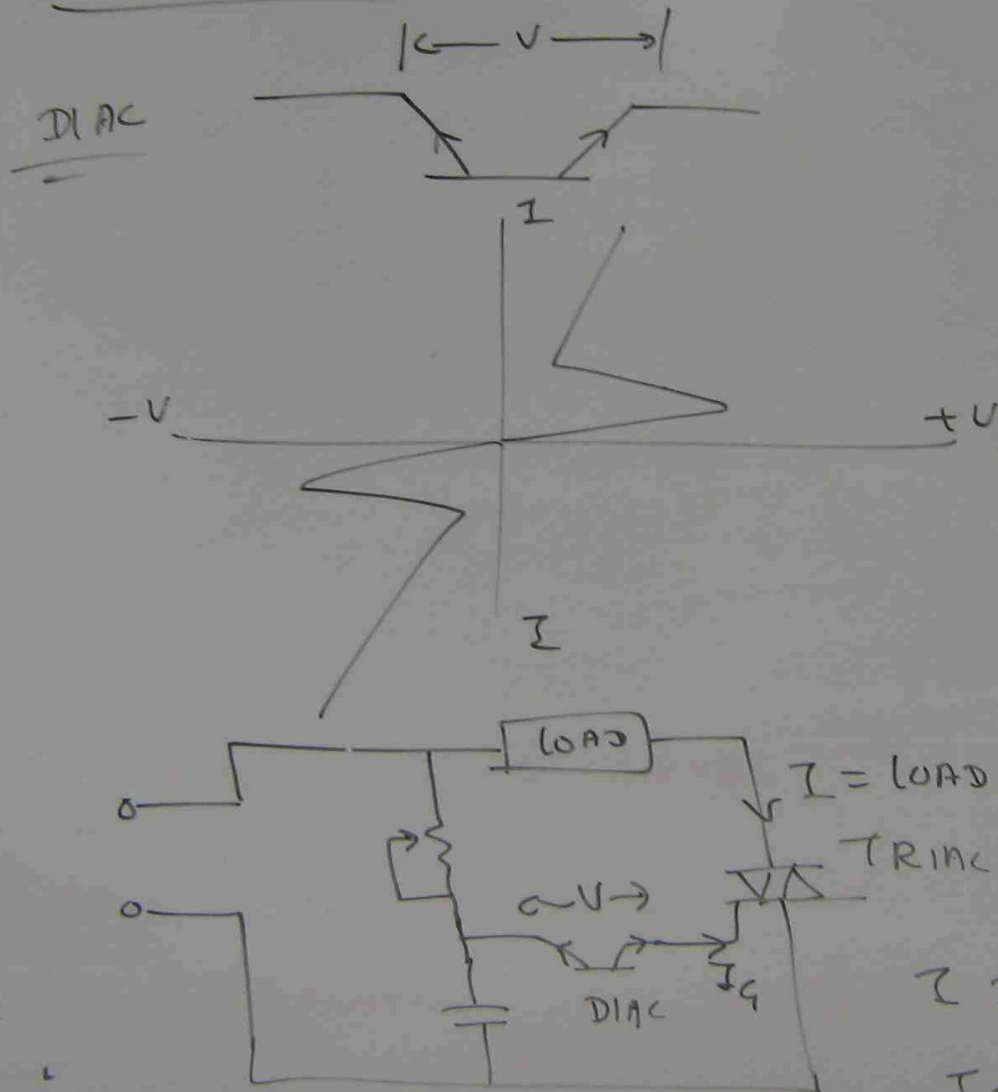 |← V →|
DIAC
I
-V
+V
I
LOAD
I = LOAD
TRIAC
← V →
IG
DIAC
I
I